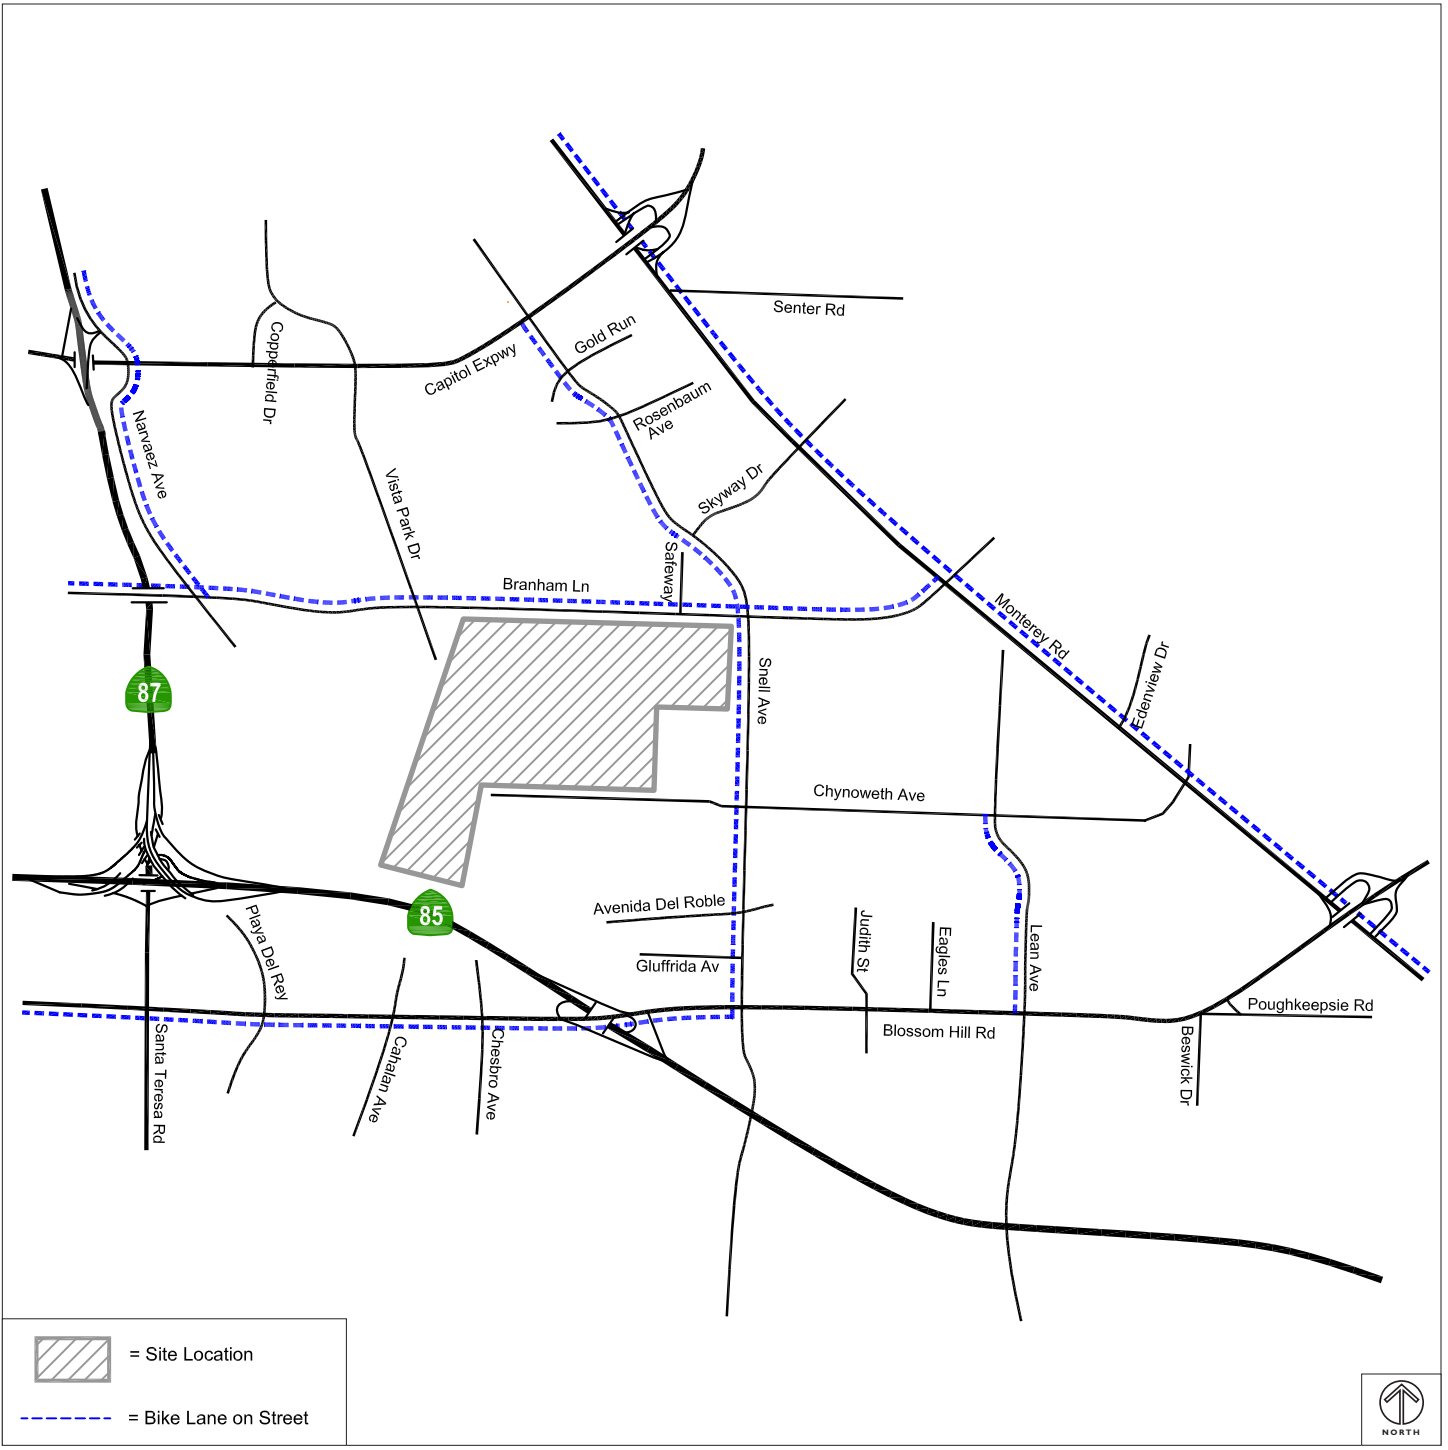 Senter Rd
Gold Run
Capitol Expwy
Copperfield Dr
Rosenbaum
Ave
Narvaez Ave
Vista Park Dr
Skyway Dr
Safeway
Branham Ln
Monterey Rd
Edenview Dr
Snell Ave
87
Chynoweth Ave
85
Avenida Del Roble
Playa Del Rey
Judith St
Eagles Ln
Lean Ave
Gluffrida Av
Poughkeepsie Rd
Blossom Hill Rd
Santa Teresa Rd
Cahalan Ave
Chesbro Ave
Beswick Dr
= Site Location
= Bike Lane on Street
NORTH